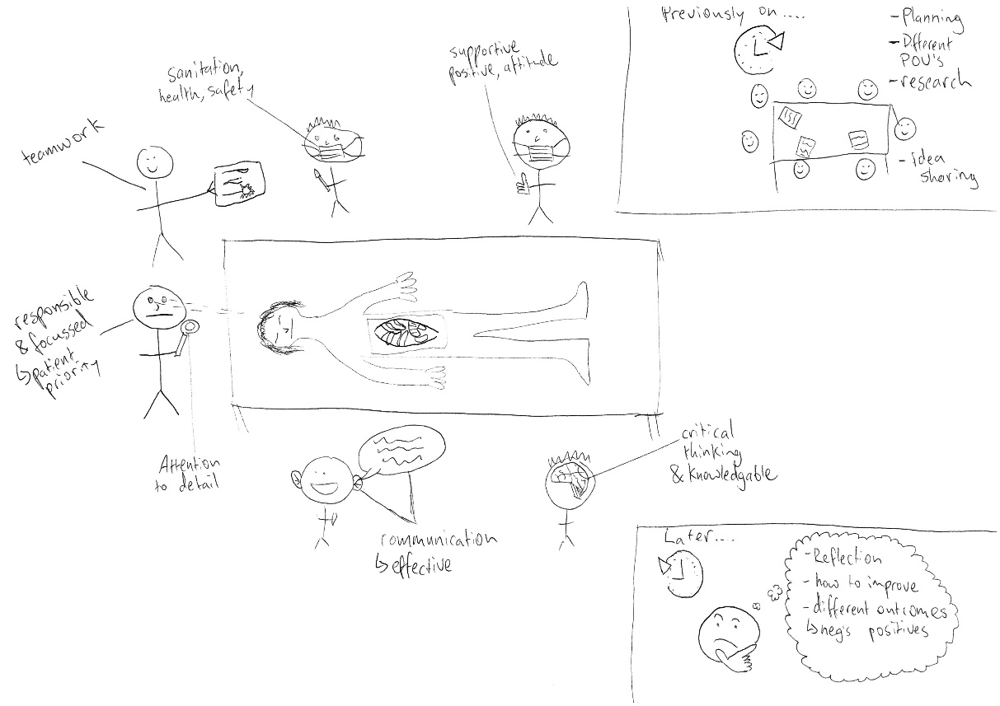 Previously on....
- Planning
- Different
POV's
- research
- idea
sharing
supportive
positive, attitude
Sanitation,
health, safety
teamwork
responsible
& focussed
↳ patient
priority
Attention
to detail
critical
thinking
& knowledgable
communication
↳ effective
Later....
- Reflection
- how to improve
- different outcomes
↳ neg's positives